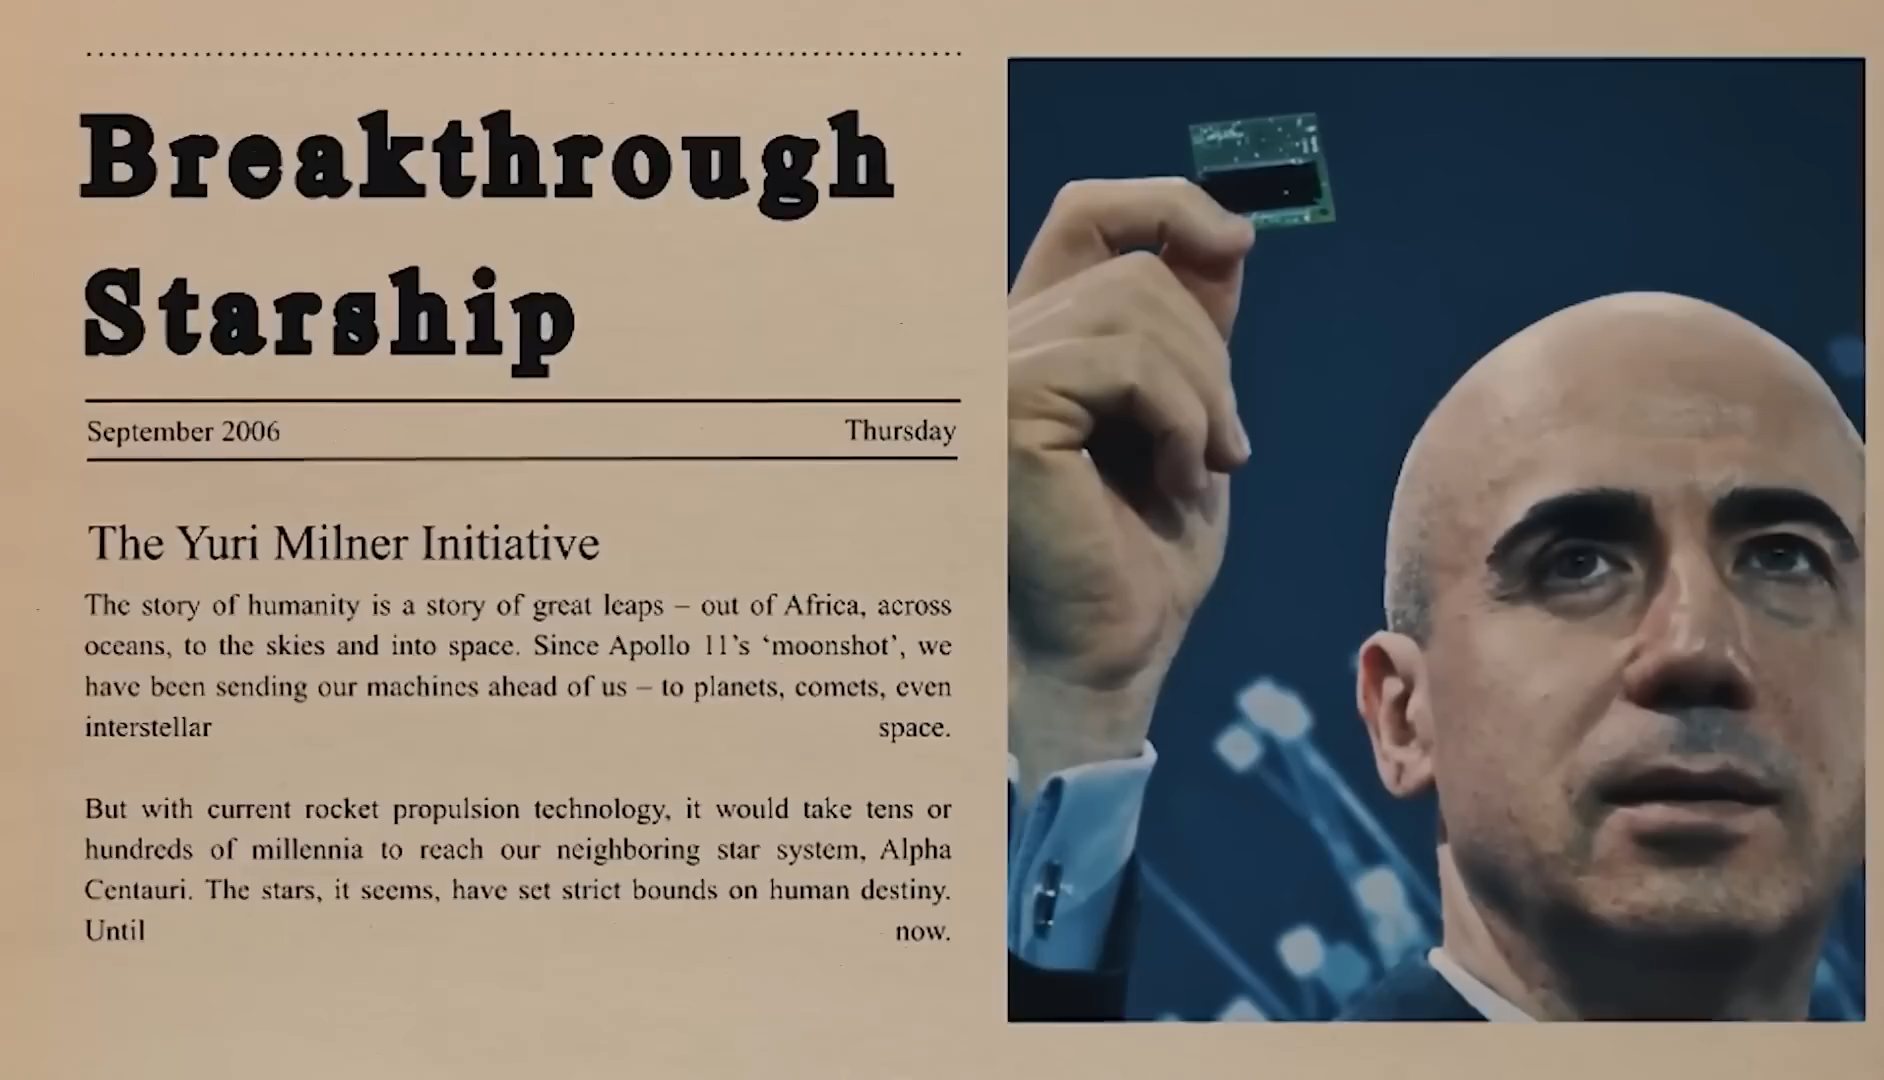 Breakthrough
Starship
September 2006 Thursday
The Yuri Milner Initiative
The story of humanity is a story of great leaps – out of Africa, across
oceans, to the skies and into space. Since Apollo 11's ‘moonshot’, we
have been sending our machines ahead of us – to planets, comets, even
interstellar space.
But with current rocket propulsion technology, it would take tens or
hundreds of millennia to reach our neighboring star system, Alpha
Centauri. The stars, it seems, have set strict bounds on human destiny.
Until now.